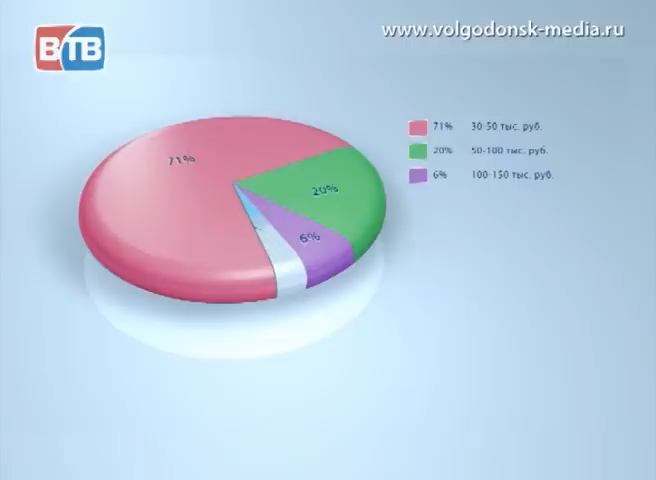 ВТВ
www.volgodonsk-media.ru
71% 30-50 тыс. руб.
20% 50-100 тыс. руб.
6% 100-150 тыс. руб.
71%
20%
6%